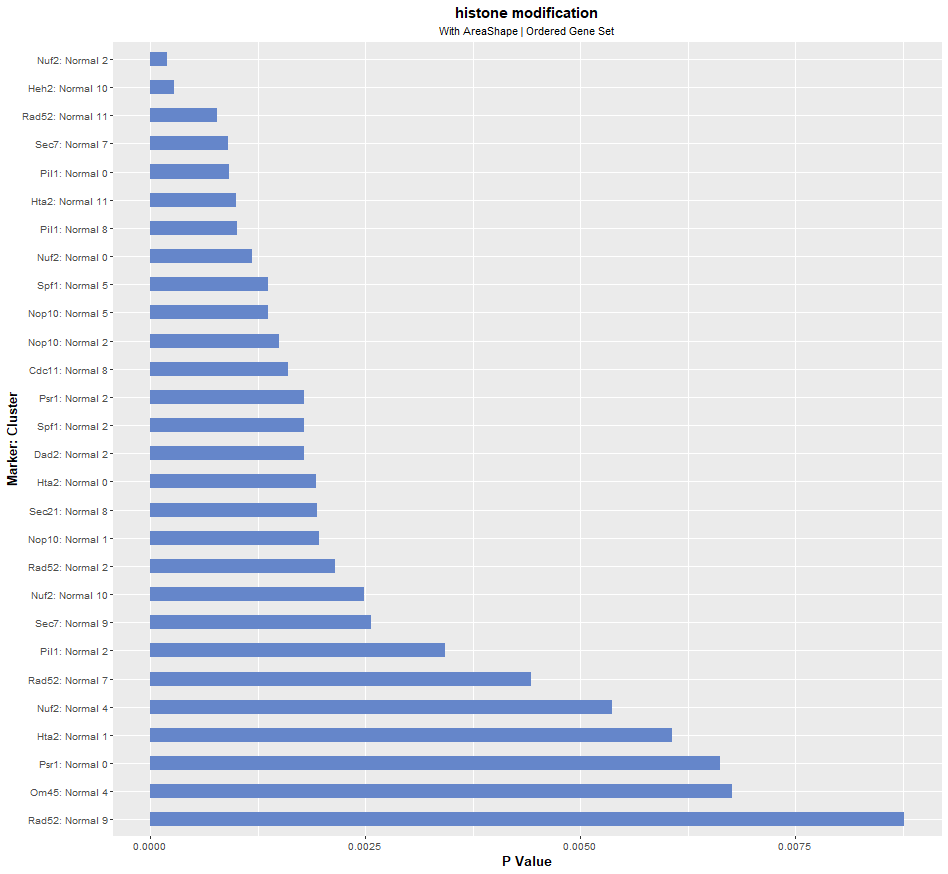 histone modification
With AreaShape | Ordered Gene Set
Marker: Cluster
Nuf2: Normal 2
Heh2: Normal 10
Rad52: Normal 11
Sec7: Normal 7
Pil1: Normal 0
Hta2: Normal 11
Pil1: Normal 8
Nuf2: Normal 0
Spf1: Normal 5
Nop10: Normal 5
Nop10: Normal 2
Cdc11: Normal 8
Psr1: Normal 2
Spf1: Normal 2
Dad2: Normal 2
Hta2: Normal 0
Sec21: Normal 8
Nop10: Normal 1
Rad52: Normal 2
Nuf2: Normal 10
Sec7: Normal 9
Pil1: Normal 2
Rad52: Normal 7
Nuf2: Normal 4
Hta2: Normal 1
Psr1: Normal 0
Om45: Normal 4
Rad52: Normal 9
0.0000 0.0025 0.0050 0.0075
P Value